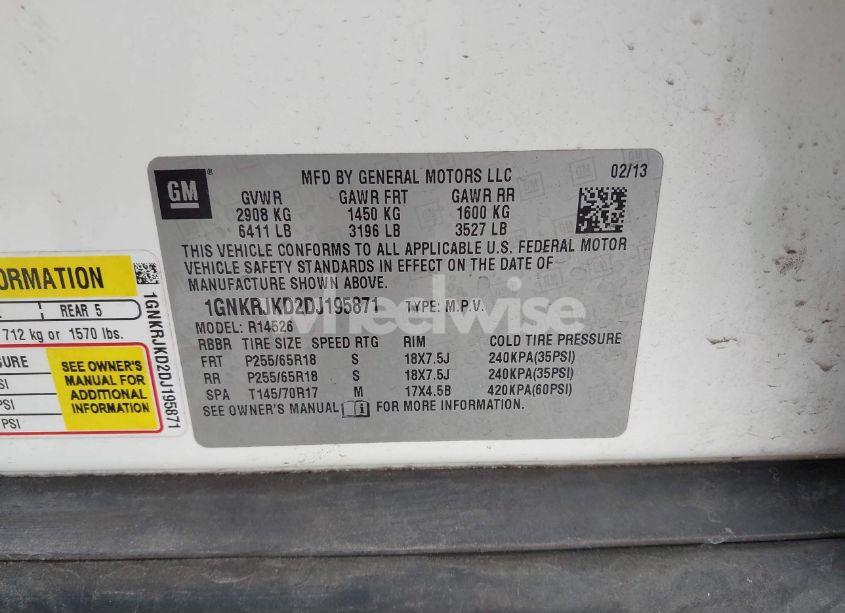 GM
MFD BY GENERAL MOTORS LLC 02/13
GVWR GAWR FRT GAWR RR
2908 KG 1450 KG 1600 KG
6411 LB 3196 LB 3527 LB
THIS VEHICLE CONFORMS TO ALL APPLICABLE U.S. FEDERAL MOTOR
VEHICLE SAFETY STANDARDS IN EFFECT ON THE DATE OF
MANUFACTURE SHOWN ABOVE.
1GNKRJKD2DJ195871 TYPE: M.P.V.
MODEL: R14526
RBBR TIRE SIZE SPEED RTG RIM COLD TIRE PRESSURE
FRT P255/65R18 S 18X7.5J 240KPA(35PSI)
RR P255/65R18 S 18X7.5J 240KPA(35PSI)
SPA T145/70R17 M 17X4.5B 420KPA(60PSI)
SEE OWNER'S MANUAL FOR MORE INFORMATION.
wheelwise
ORMATION
REAR 5
712 kg or 1570 lbs.
SURE
SI
PSI
PSI
SEE OWNER'S
MANUAL FOR
ADDITIONAL
INFORMATION
1GNKRJKD2DJ195871